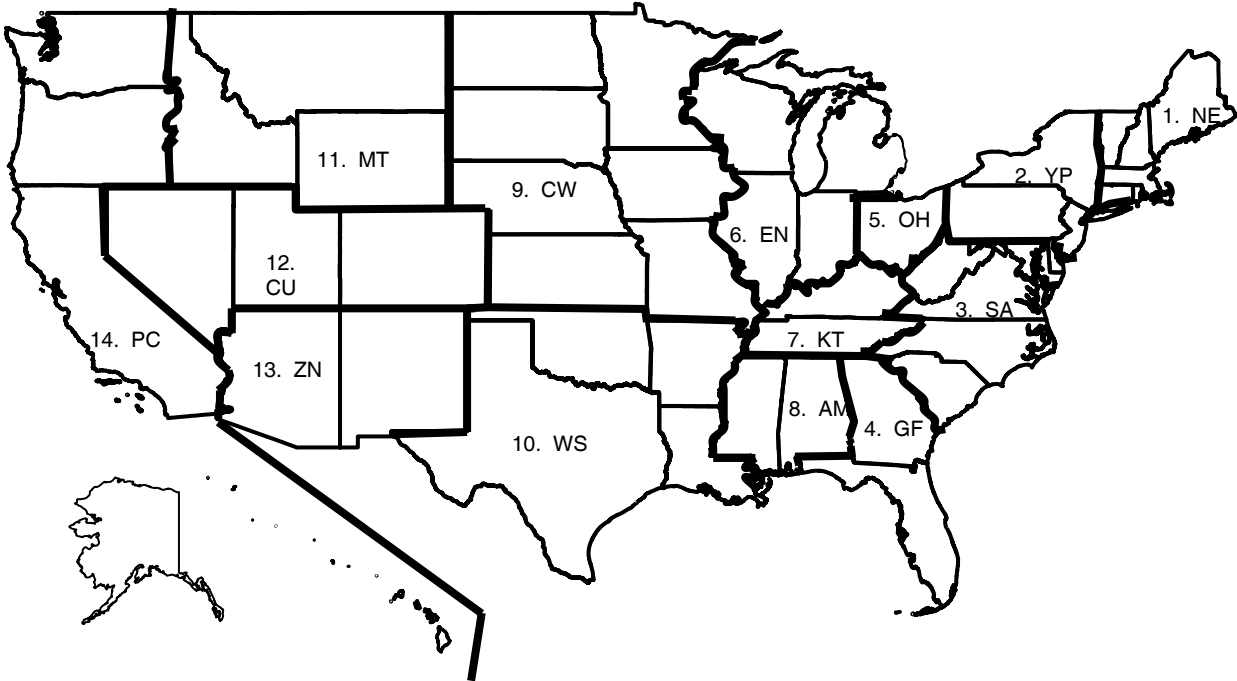 1. NE
2. YP
11. MT
9. CW
5. OH
6. EN
12.
CU
3. SA
14. PC
7. KT
13. ZN
8. AM
4. GF
10. WS